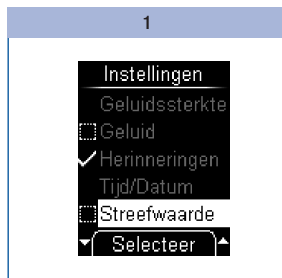 1
Instellingen
Geluidssterkte
Geluid
Herinneringen
Tijd/Datum
Streefwaarde
Selecteer